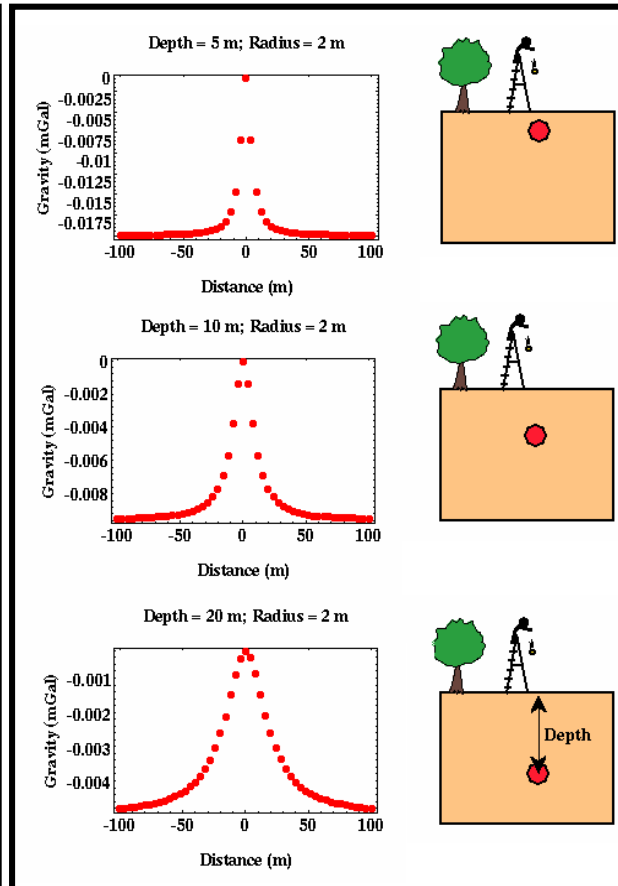 Depth = 5 m; Radius = 2 m
0
-0.0025
-0.005
-0.0075
-0.01
-0.0125
-0.015
-0.0175
Gravity (mGal)
-100 -50 0 50 100
Distance (m)
Depth = 10 m; Radius = 2 m
0
-0.002
-0.004
-0.006
-0.008
Gravity (mGal)
-100 -50 0 50 100
Distance (m)
Depth = 20 m; Radius = 2 m
-0.001
-0.002
-0.003
-0.004
Gravity (mGal)
-100 -50 0 50 100
Distance (m)
Depth